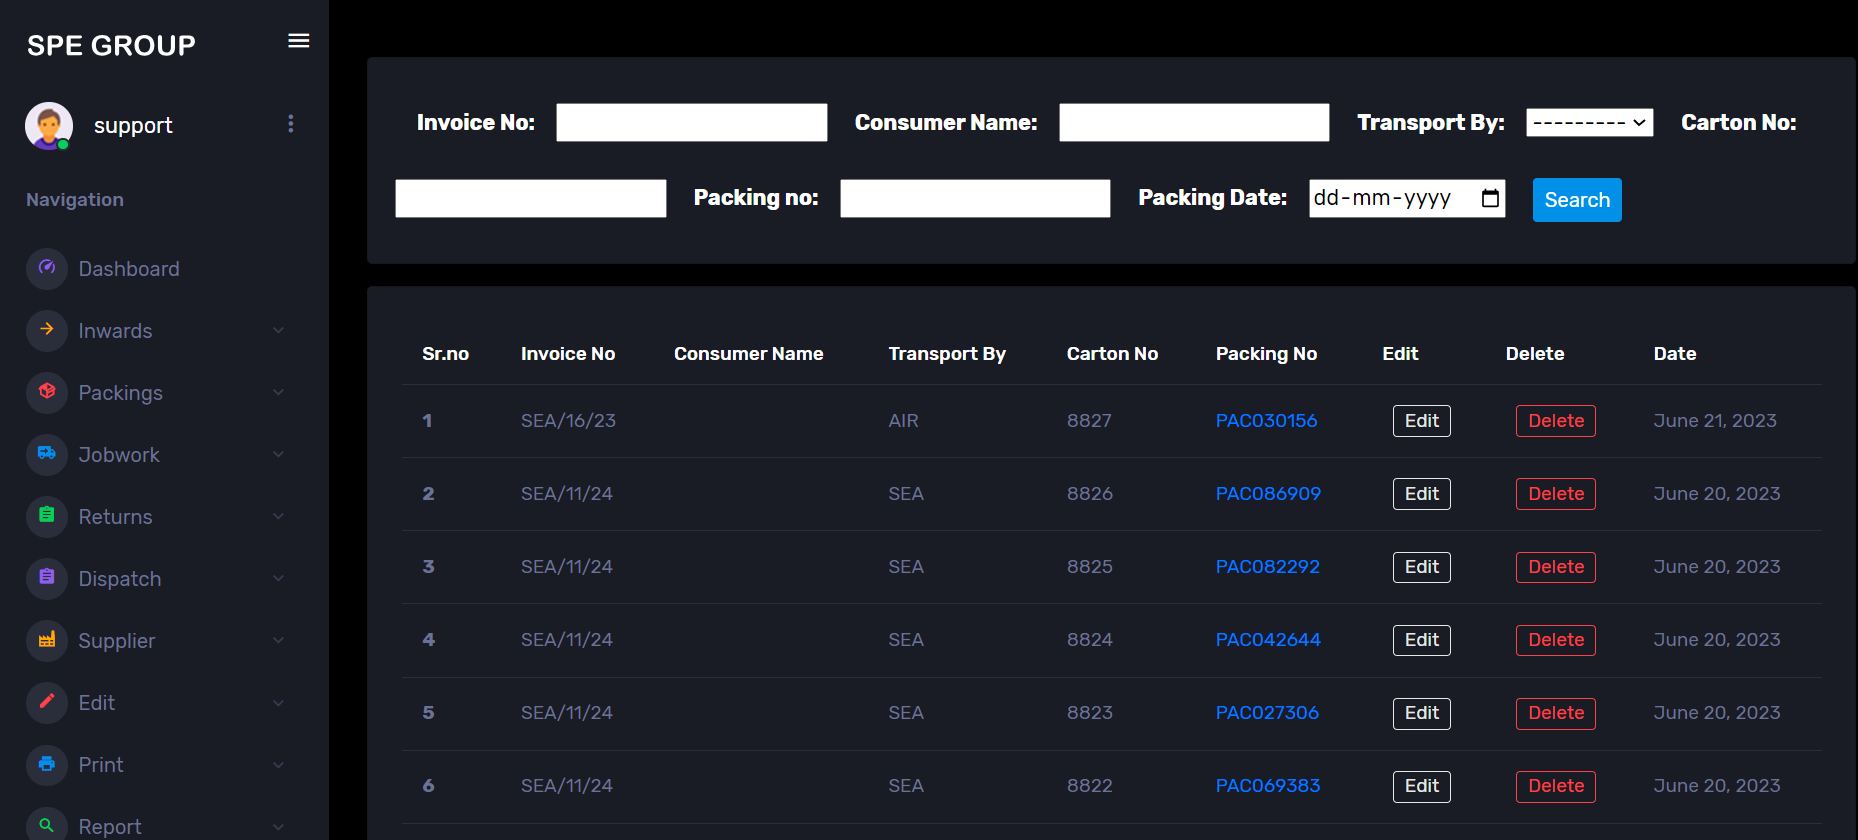 SPE GROUP
support
Navigation
Dashboard
Inwards
Packings
Jobwork
Returns
Dispatch
Supplier
Edit
Print
Report
Invoice No: Consumer Name: Transport By: --------- Carton No:
Packing no: Packing Date: dd-mm-yyyy Search
Sr.no Invoice No Consumer Name Transport By Carton No Packing No Edit Delete Date
1 SEA/16/23 AIR 8827 PAC030156 Edit Delete June 21, 2023
2 SEA/11/24 SEA 8826 PAC086909 Edit Delete June 20, 2023
3 SEA/11/24 SEA 8825 PAC082292 Edit Delete June 20, 2023
4 SEA/11/24 SEA 8824 PAC042644 Edit Delete June 20, 2023
5 SEA/11/24 SEA 8823 PAC027306 Edit Delete June 20, 2023
6 SEA/11/24 SEA 8822 PAC069383 Edit Delete June 20, 2023